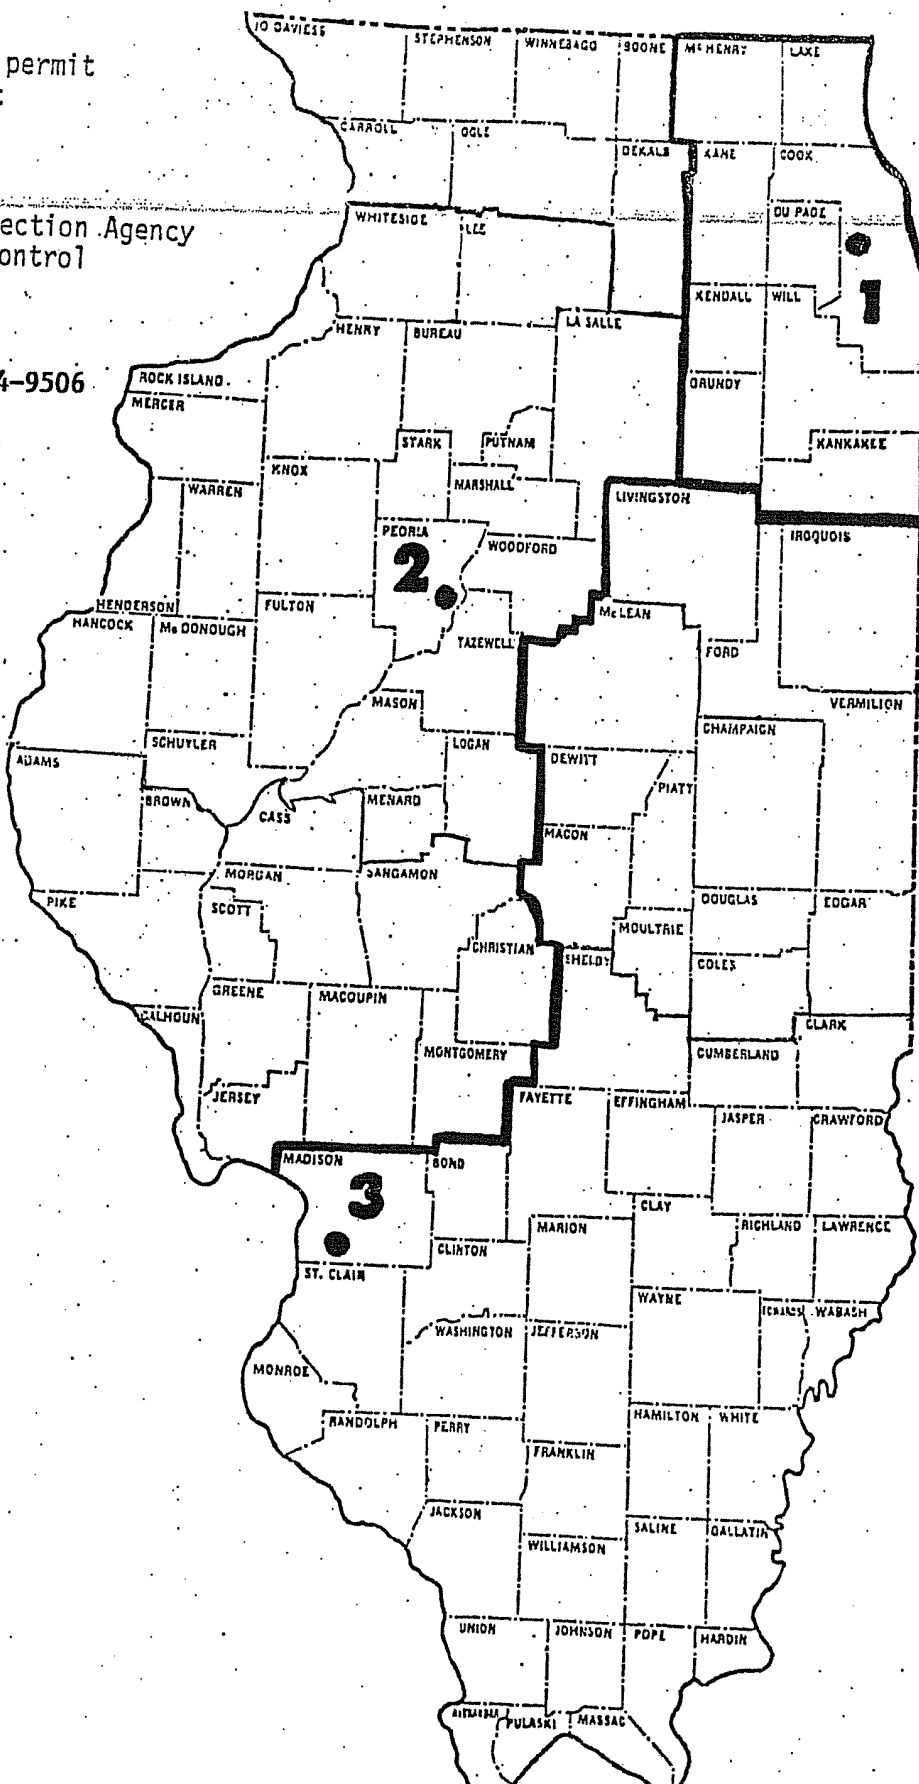 JO DAVIESS
STEPHENSON
WINNEBAGO
BOONE
McHENRY
LAKE
permit
:
CARROLL
OGLE
DEKALB
KANE
COOK
ection Agency
ontrol
WHITESIDE
LEE
DU PAGE
1
KENDALL
WILL
HENRY
BUREAU
LA SALLE
4-9506
ROCK ISLAND
MERCER
GRUNDY
STARK
PUTNAM
KANKAKEE
KNOX
MARSHALL
WARREN
LIVINGSTON
PEORIA
WOODFORD
IROQUOIS
2
HENDERSON
FULTON
McLEAN
HANCOCK
McDONOUGH
TAZEWELL
FORD
MASON
VERMILION
SCHUYLER
LOGAN
CHAMPAIGN
ADAMS
DEWITT
PIATT
BROWN
CASS
MENARD
MACON
MORGAN
SANGAMON
PIKE
SCOTT
DOUGLAS
EDGAR
CHRISTIAN
MOULTRIE
SHELBY
COLES
GREENE
MACOUPIN
CALHOUN
CLARK
MONTGOMERY
CUMBERLAND
JERSEY
FAYETTE
EFFINGHAM
JASPER
CRAWFORD
MADISON
BOND
3
CLAY
MARION
RICHLAND
LAWRENCE
CLINTON
ST. CLAIR
WAYNE
EDWARDS
WABASH
WASHINGTON
JEFFERSON
MONROE
RANDOLPH
PERRY
HAMILTON
WHITE
FRANKLIN
JACKSON
SALINE
GALLATIN
WILLIAMSON
UNION
JOHNSON
POPE
HARDIN
ALEXANDER
PULASKI
MASSAC